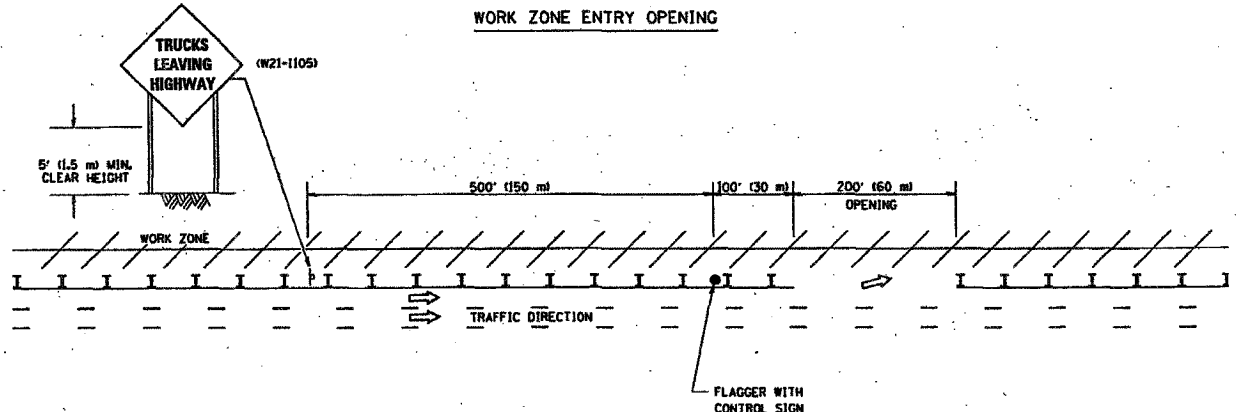 WORK ZONE ENTRY OPENING
TRUCKS
LEAVING
HIGHWAY
(W21-I105)
5' (1.5 m) MIN.
CLEAR HEIGHT
500' (150 m)
100' (30 m)
200' (60 m)
OPENING
WORK ZONE
TRAFFIC DIRECTION
FLAGGER WITH
CONTROL SIGN